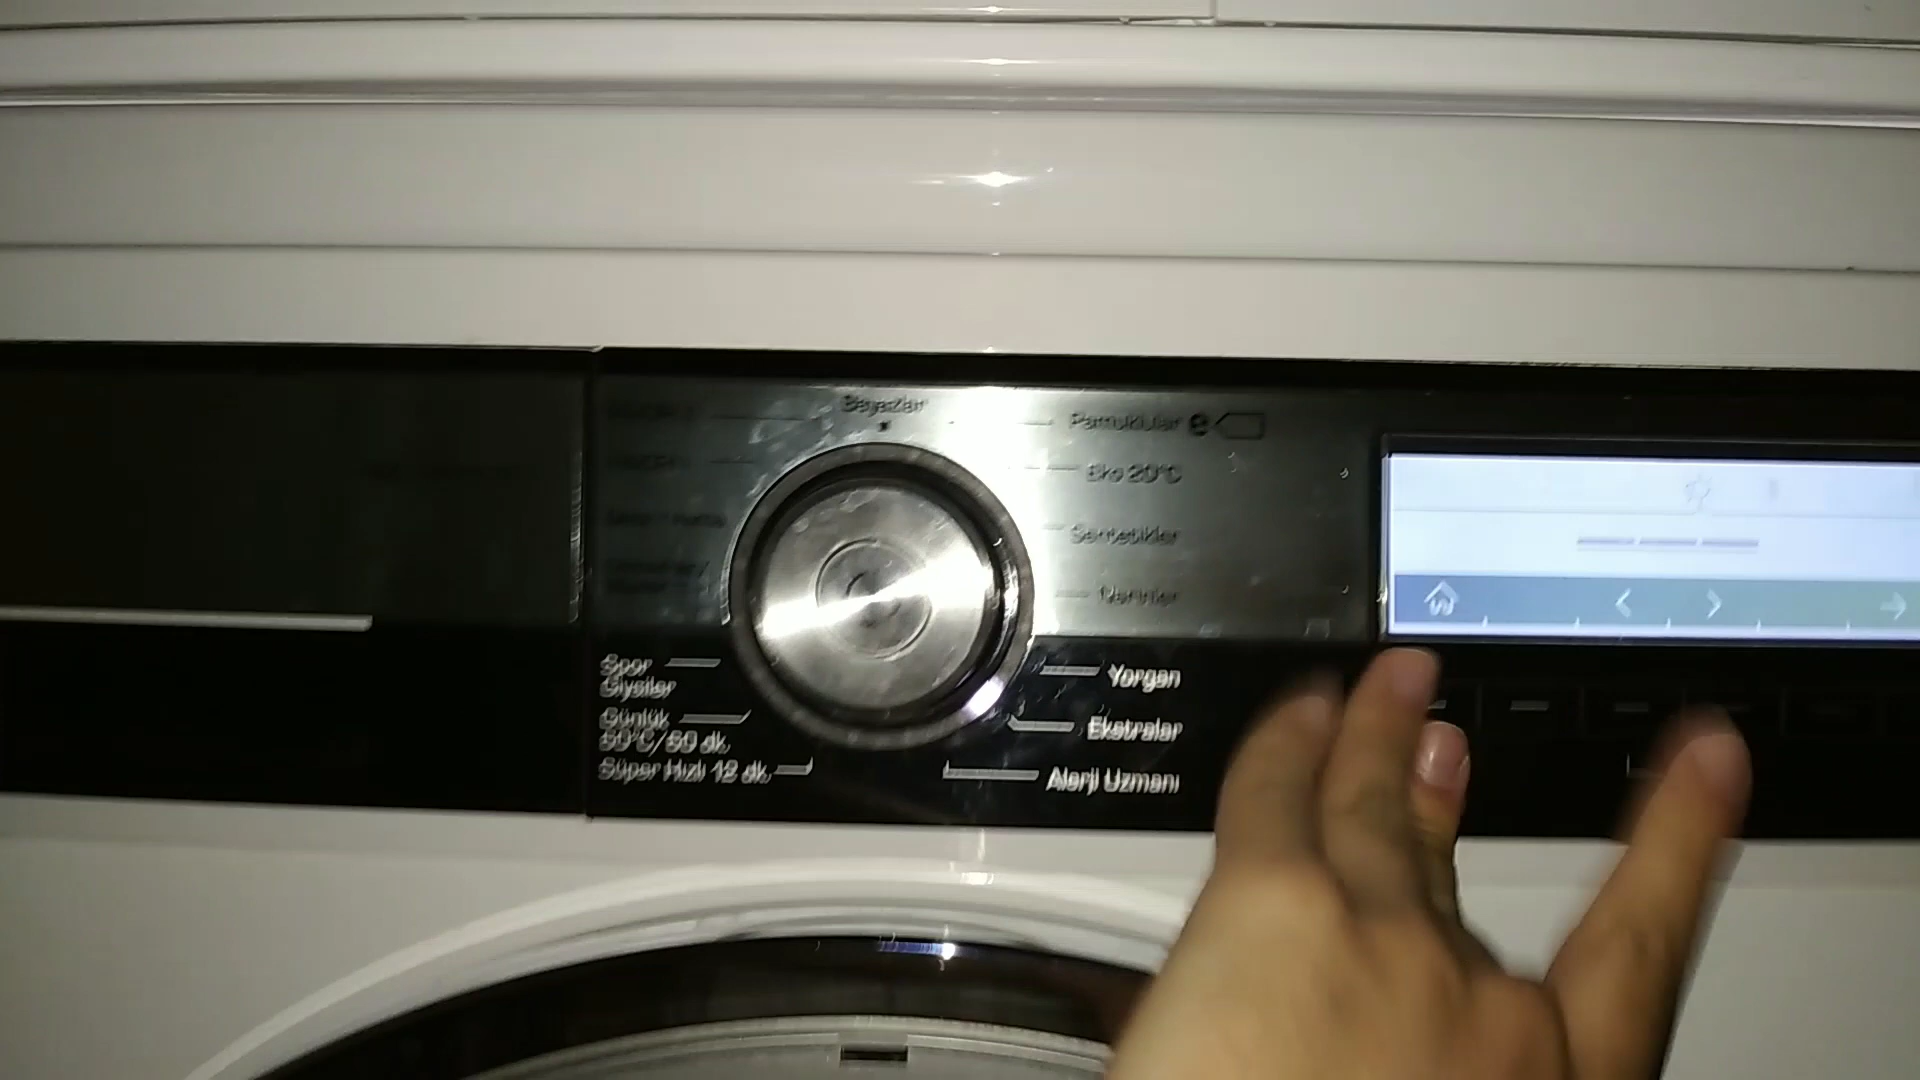 Beyazlar
Pamuklular
Eko 20°C
Sentetikler
Narinler
Spor
Giysiler
Yorgan
Günlük
60°C/60 dk.
Ekstralar
Süper Hızlı 12 dk.
Alerji Uzmanı